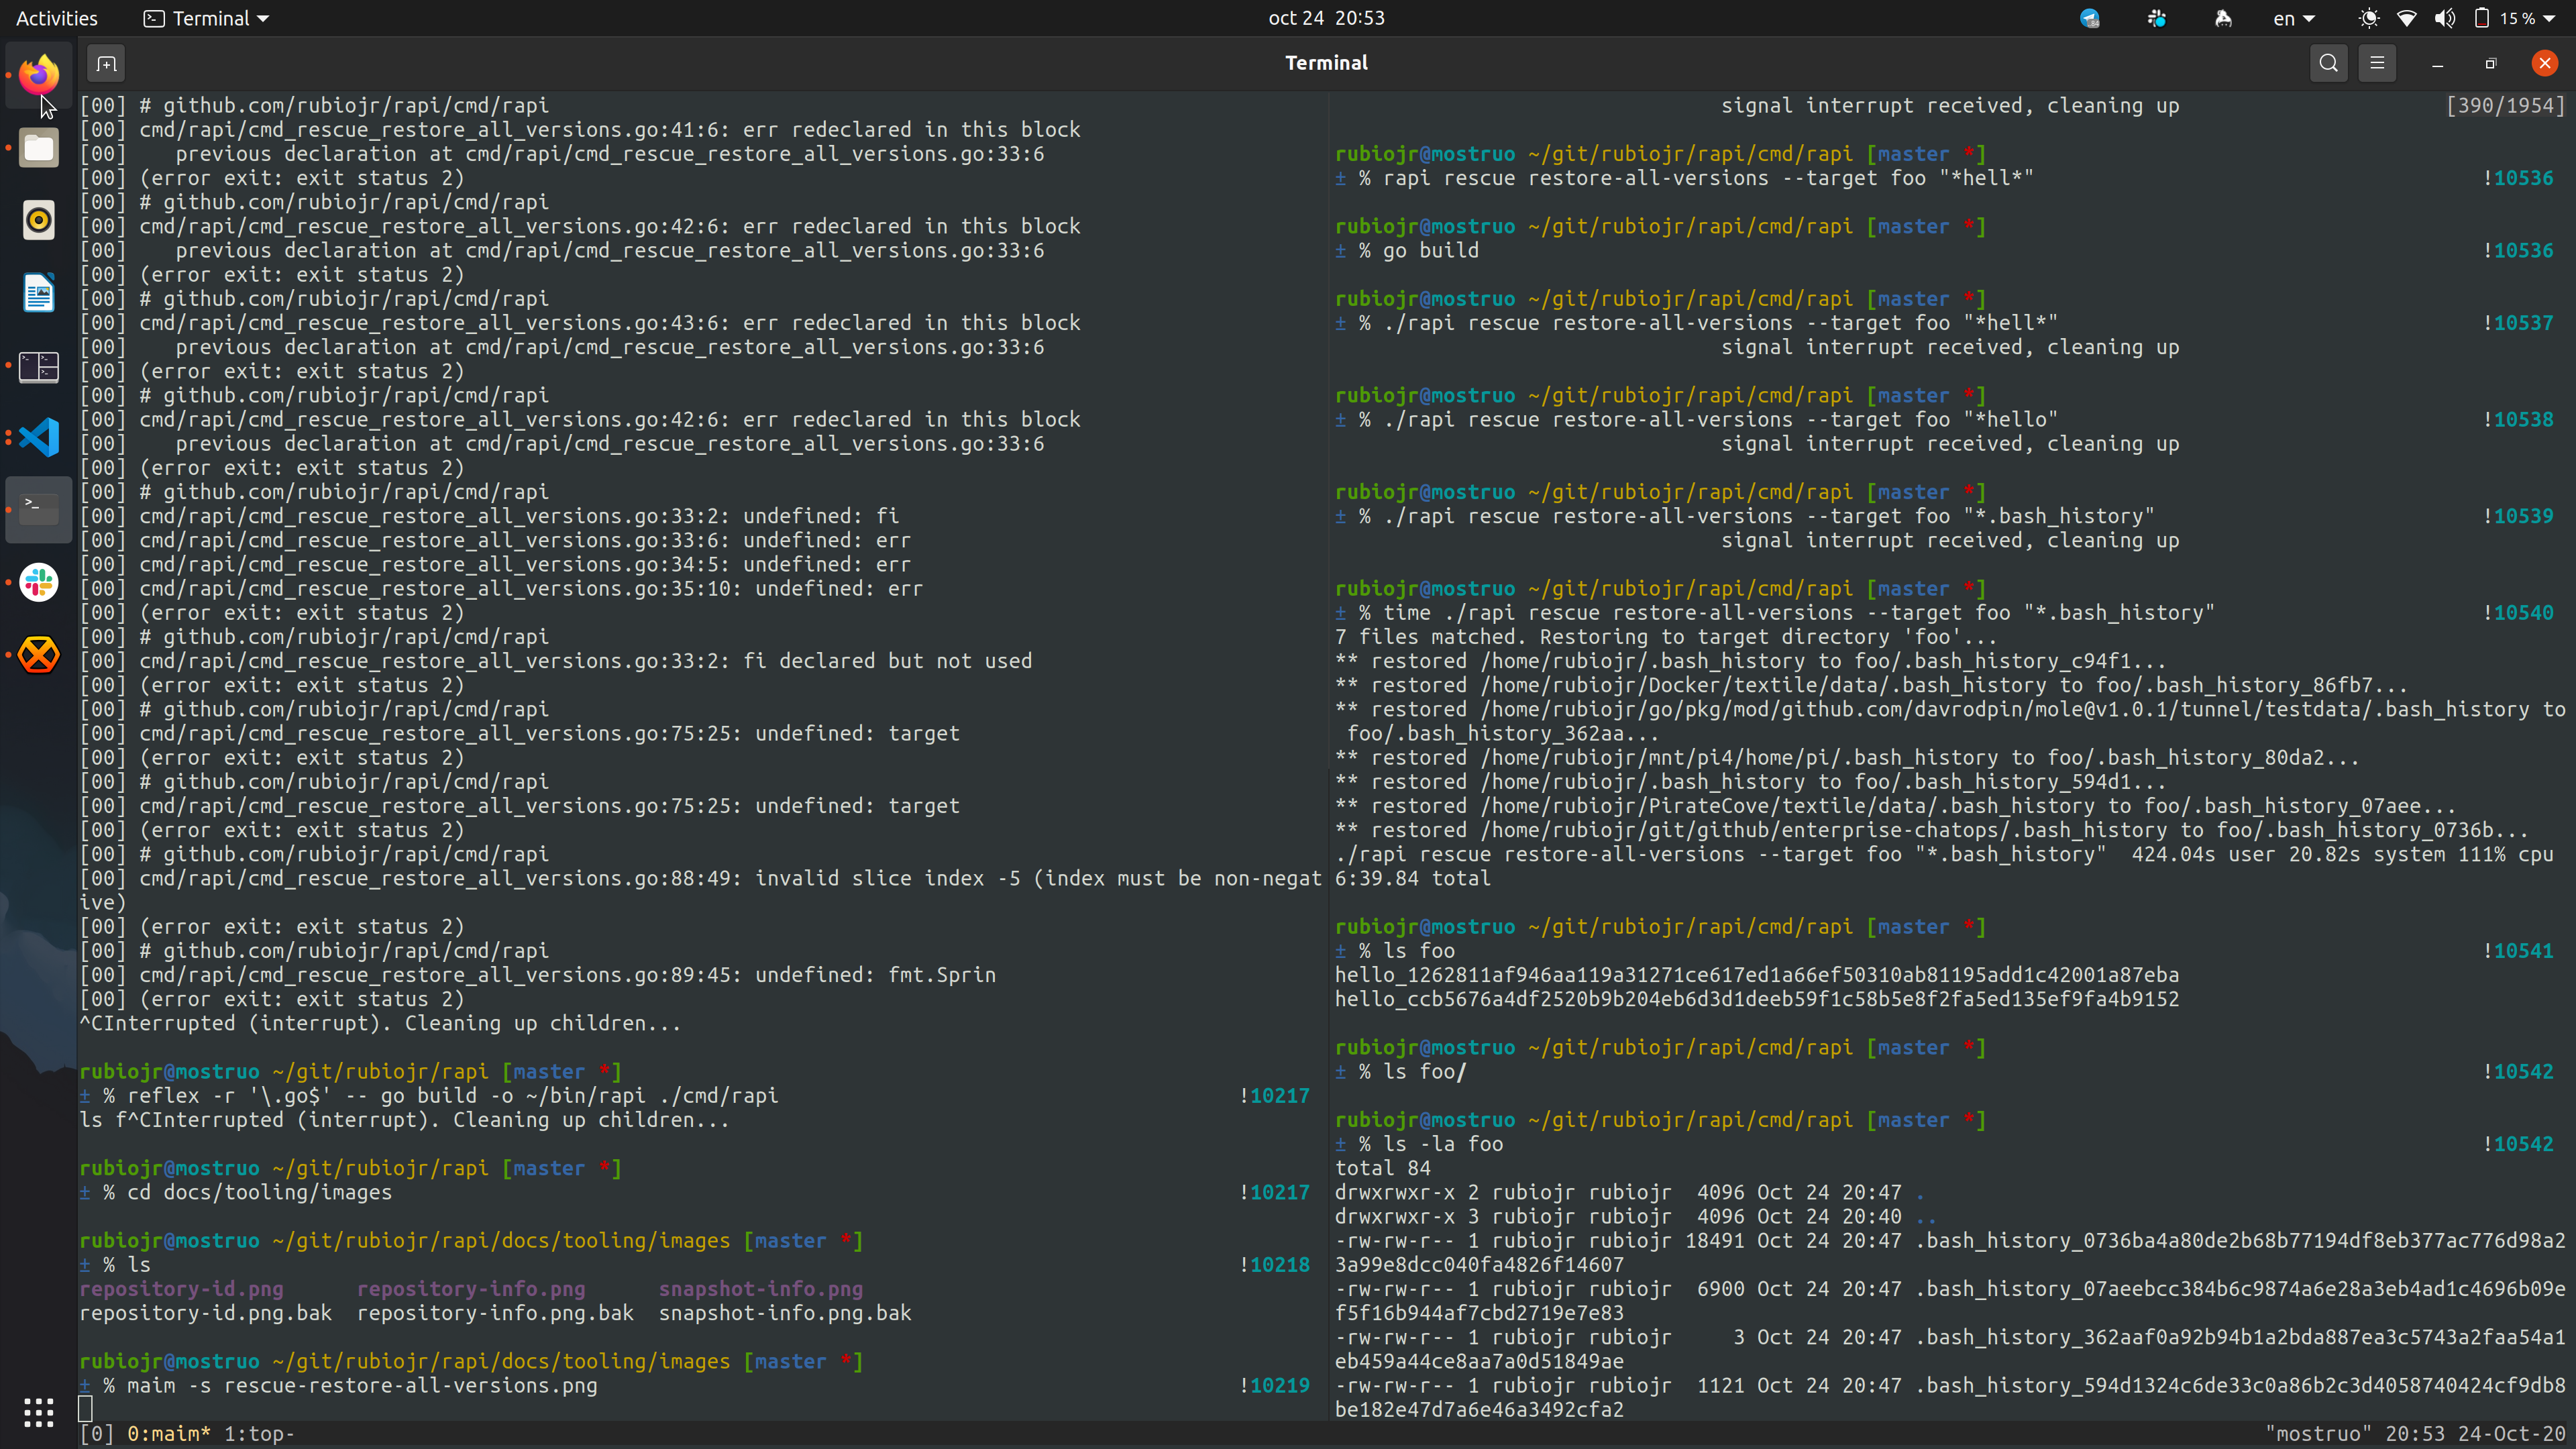 Activities Terminal oct 24 20:53 en 15 %
Terminal
[00] # github.com/rubiojr/rapi/cmd/rapi
[00] cmd/rapi/cmd_rescue_restore_all_versions.go:41:6: err redeclared in this block
[00]    previous declaration at cmd/rapi/cmd_rescue_restore_all_versions.go:33:6
[00] (error exit: exit status 2)
[00] # github.com/rubiojr/rapi/cmd/rapi
[00] cmd/rapi/cmd_rescue_restore_all_versions.go:42:6: err redeclared in this block
[00]    previous declaration at cmd/rapi/cmd_rescue_restore_all_versions.go:33:6
[00] (error exit: exit status 2)
[00] # github.com/rubiojr/rapi/cmd/rapi
[00] cmd/rapi/cmd_rescue_restore_all_versions.go:43:6: err redeclared in this block
[00]    previous declaration at cmd/rapi/cmd_rescue_restore_all_versions.go:33:6
[00] (error exit: exit status 2)
[00] # github.com/rubiojr/rapi/cmd/rapi
[00] cmd/rapi/cmd_rescue_restore_all_versions.go:42:6: err redeclared in this block
[00]    previous declaration at cmd/rapi/cmd_rescue_restore_all_versions.go:33:6
[00] (error exit: exit status 2)
[00] # github.com/rubiojr/rapi/cmd/rapi
[00] cmd/rapi/cmd_rescue_restore_all_versions.go:33:2: undefined: fi
[00] cmd/rapi/cmd_rescue_restore_all_versions.go:33:6: undefined: err
[00] cmd/rapi/cmd_rescue_restore_all_versions.go:34:5: undefined: err
[00] cmd/rapi/cmd_rescue_restore_all_versions.go:35:10: undefined: err
[00] (error exit: exit status 2)
[00] # github.com/rubiojr/rapi/cmd/rapi
[00] cmd/rapi/cmd_rescue_restore_all_versions.go:33:2: fi declared but not used
[00] (error exit: exit status 2)
[00] # github.com/rubiojr/rapi/cmd/rapi
[00] cmd/rapi/cmd_rescue_restore_all_versions.go:75:25: undefined: target
[00] (error exit: exit status 2)
[00] # github.com/rubiojr/rapi/cmd/rapi
[00] cmd/rapi/cmd_rescue_restore_all_versions.go:75:25: undefined: target
[00] (error exit: exit status 2)
[00] # github.com/rubiojr/rapi/cmd/rapi
[00] cmd/rapi/cmd_rescue_restore_all_versions.go:88:49: invalid slice index -5 (index must be non-negat
ive)
[00] (error exit: exit status 2)
[00] # github.com/rubiojr/rapi/cmd/rapi
[00] cmd/rapi/cmd_rescue_restore_all_versions.go:89:45: undefined: fmt.Sprin
[00] (error exit: exit status 2)
^CInterrupted (interrupt). Cleaning up children...
rubiojr@mostruo ~/git/rubiojr/rapi [master *]
± % reflex -r '\.go$' -- go build -o ~/bin/rapi ./cmd/rapi !10217
ls f^CInterrupted (interrupt). Cleaning up children...
rubiojr@mostruo ~/git/rubiojr/rapi [master *]
± % cd docs/tooling/images !10217
rubiojr@mostruo ~/git/rubiojr/rapi/docs/tooling/images [master *]
± % ls !10218
repository-id.png repository-info.png snapshot-info.png
repository-id.png.bak repository-info.png.bak snapshot-info.png.bak
rubiojr@mostruo ~/git/rubiojr/rapi/docs/tooling/images [master *]
± % maim -s rescue-restore-all-versions.png !10219
signal interrupt received, cleaning up [390/1954]
rubiojr@mostruo ~/git/rubiojr/rapi/cmd/rapi [master *]
± % rapi rescue restore-all-versions --target foo "*hell*" !10536
rubiojr@mostruo ~/git/rubiojr/rapi/cmd/rapi [master *]
± % go build !10536
rubiojr@mostruo ~/git/rubiojr/rapi/cmd/rapi [master *]
± % ./rapi rescue restore-all-versions --target foo "*hell*" !10537
signal interrupt received, cleaning up
rubiojr@mostruo ~/git/rubiojr/rapi/cmd/rapi [master *]
± % ./rapi rescue restore-all-versions --target foo "*hello" !10538
signal interrupt received, cleaning up
rubiojr@mostruo ~/git/rubiojr/rapi/cmd/rapi [master *]
± % ./rapi rescue restore-all-versions --target foo "*.bash_history" !10539
signal interrupt received, cleaning up
rubiojr@mostruo ~/git/rubiojr/rapi/cmd/rapi [master *]
± % time ./rapi rescue restore-all-versions --target foo "*.bash_history" !10540
7 files matched. Restoring to target directory 'foo'...
** restored /home/rubiojr/.bash_history to foo/.bash_history_c94f1...
** restored /home/rubiojr/Docker/textile/data/.bash_history to foo/.bash_history_86fb7...
** restored /home/rubiojr/go/pkg/mod/github.com/davrodpin/mole@v1.0.1/tunnel/testdata/.bash_history to
foo/.bash_history_362aa...
** restored /home/rubiojr/mnt/pi4/home/pi/.bash_history to foo/.bash_history_80da2...
** restored /home/rubiojr/.bash_history to foo/.bash_history_594d1...
** restored /home/rubiojr/PirateCove/textile/data/.bash_history to foo/.bash_history_07aee...
** restored /home/rubiojr/git/github/enterprise-chatops/.bash_history to foo/.bash_history_0736b...
./rapi rescue restore-all-versions --target foo "*.bash_history"  424.04s user 20.82s system 111% cpu
6:39.84 total
rubiojr@mostruo ~/git/rubiojr/rapi/cmd/rapi [master *]
± % ls foo !10541
hello_1262811af946aa119a31271ce617ed1a66ef50310ab81195add1c42001a87eba
hello_ccb5676a4df2520b9b204eb6d3d1deeb59f1c58b5e8f2fa5ed135ef9fa4b9152
rubiojr@mostruo ~/git/rubiojr/rapi/cmd/rapi [master *]
± % ls foo/ !10542
rubiojr@mostruo ~/git/rubiojr/rapi/cmd/rapi [master *]
± % ls -la foo !10542
total 84
drwxrwxr-x 2 rubiojr rubiojr  4096 Oct 24 20:47 .
drwxrwxr-x 3 rubiojr rubiojr  4096 Oct 24 20:40 ..
-rw-rw-r-- 1 rubiojr rubiojr 18491 Oct 24 20:47 .bash_history_0736ba4a80de2b68b77194df8eb377ac776d98a2
3a99e8dcc040fa4826f14607
-rw-rw-r-- 1 rubiojr rubiojr  6900 Oct 24 20:47 .bash_history_07aeebcc384b6c9874a6e28a3eb4ad1c4696b09e
f5f16b944af7cbd2719e7e83
-rw-rw-r-- 1 rubiojr rubiojr     3 Oct 24 20:47 .bash_history_362aaf0a92b94b1a2bda887ea3c5743a2faa54a1
eb459a44ce8aa7a0d51849ae
-rw-rw-r-- 1 rubiojr rubiojr  1121 Oct 24 20:47 .bash_history_594d1324c6de33c0a86b2c3d4058740424cf9db8
be182e47d7a6e46a3492cfa2
[0] 0:maim* 1:top- "mostruo" 20:53 24-Oct-20